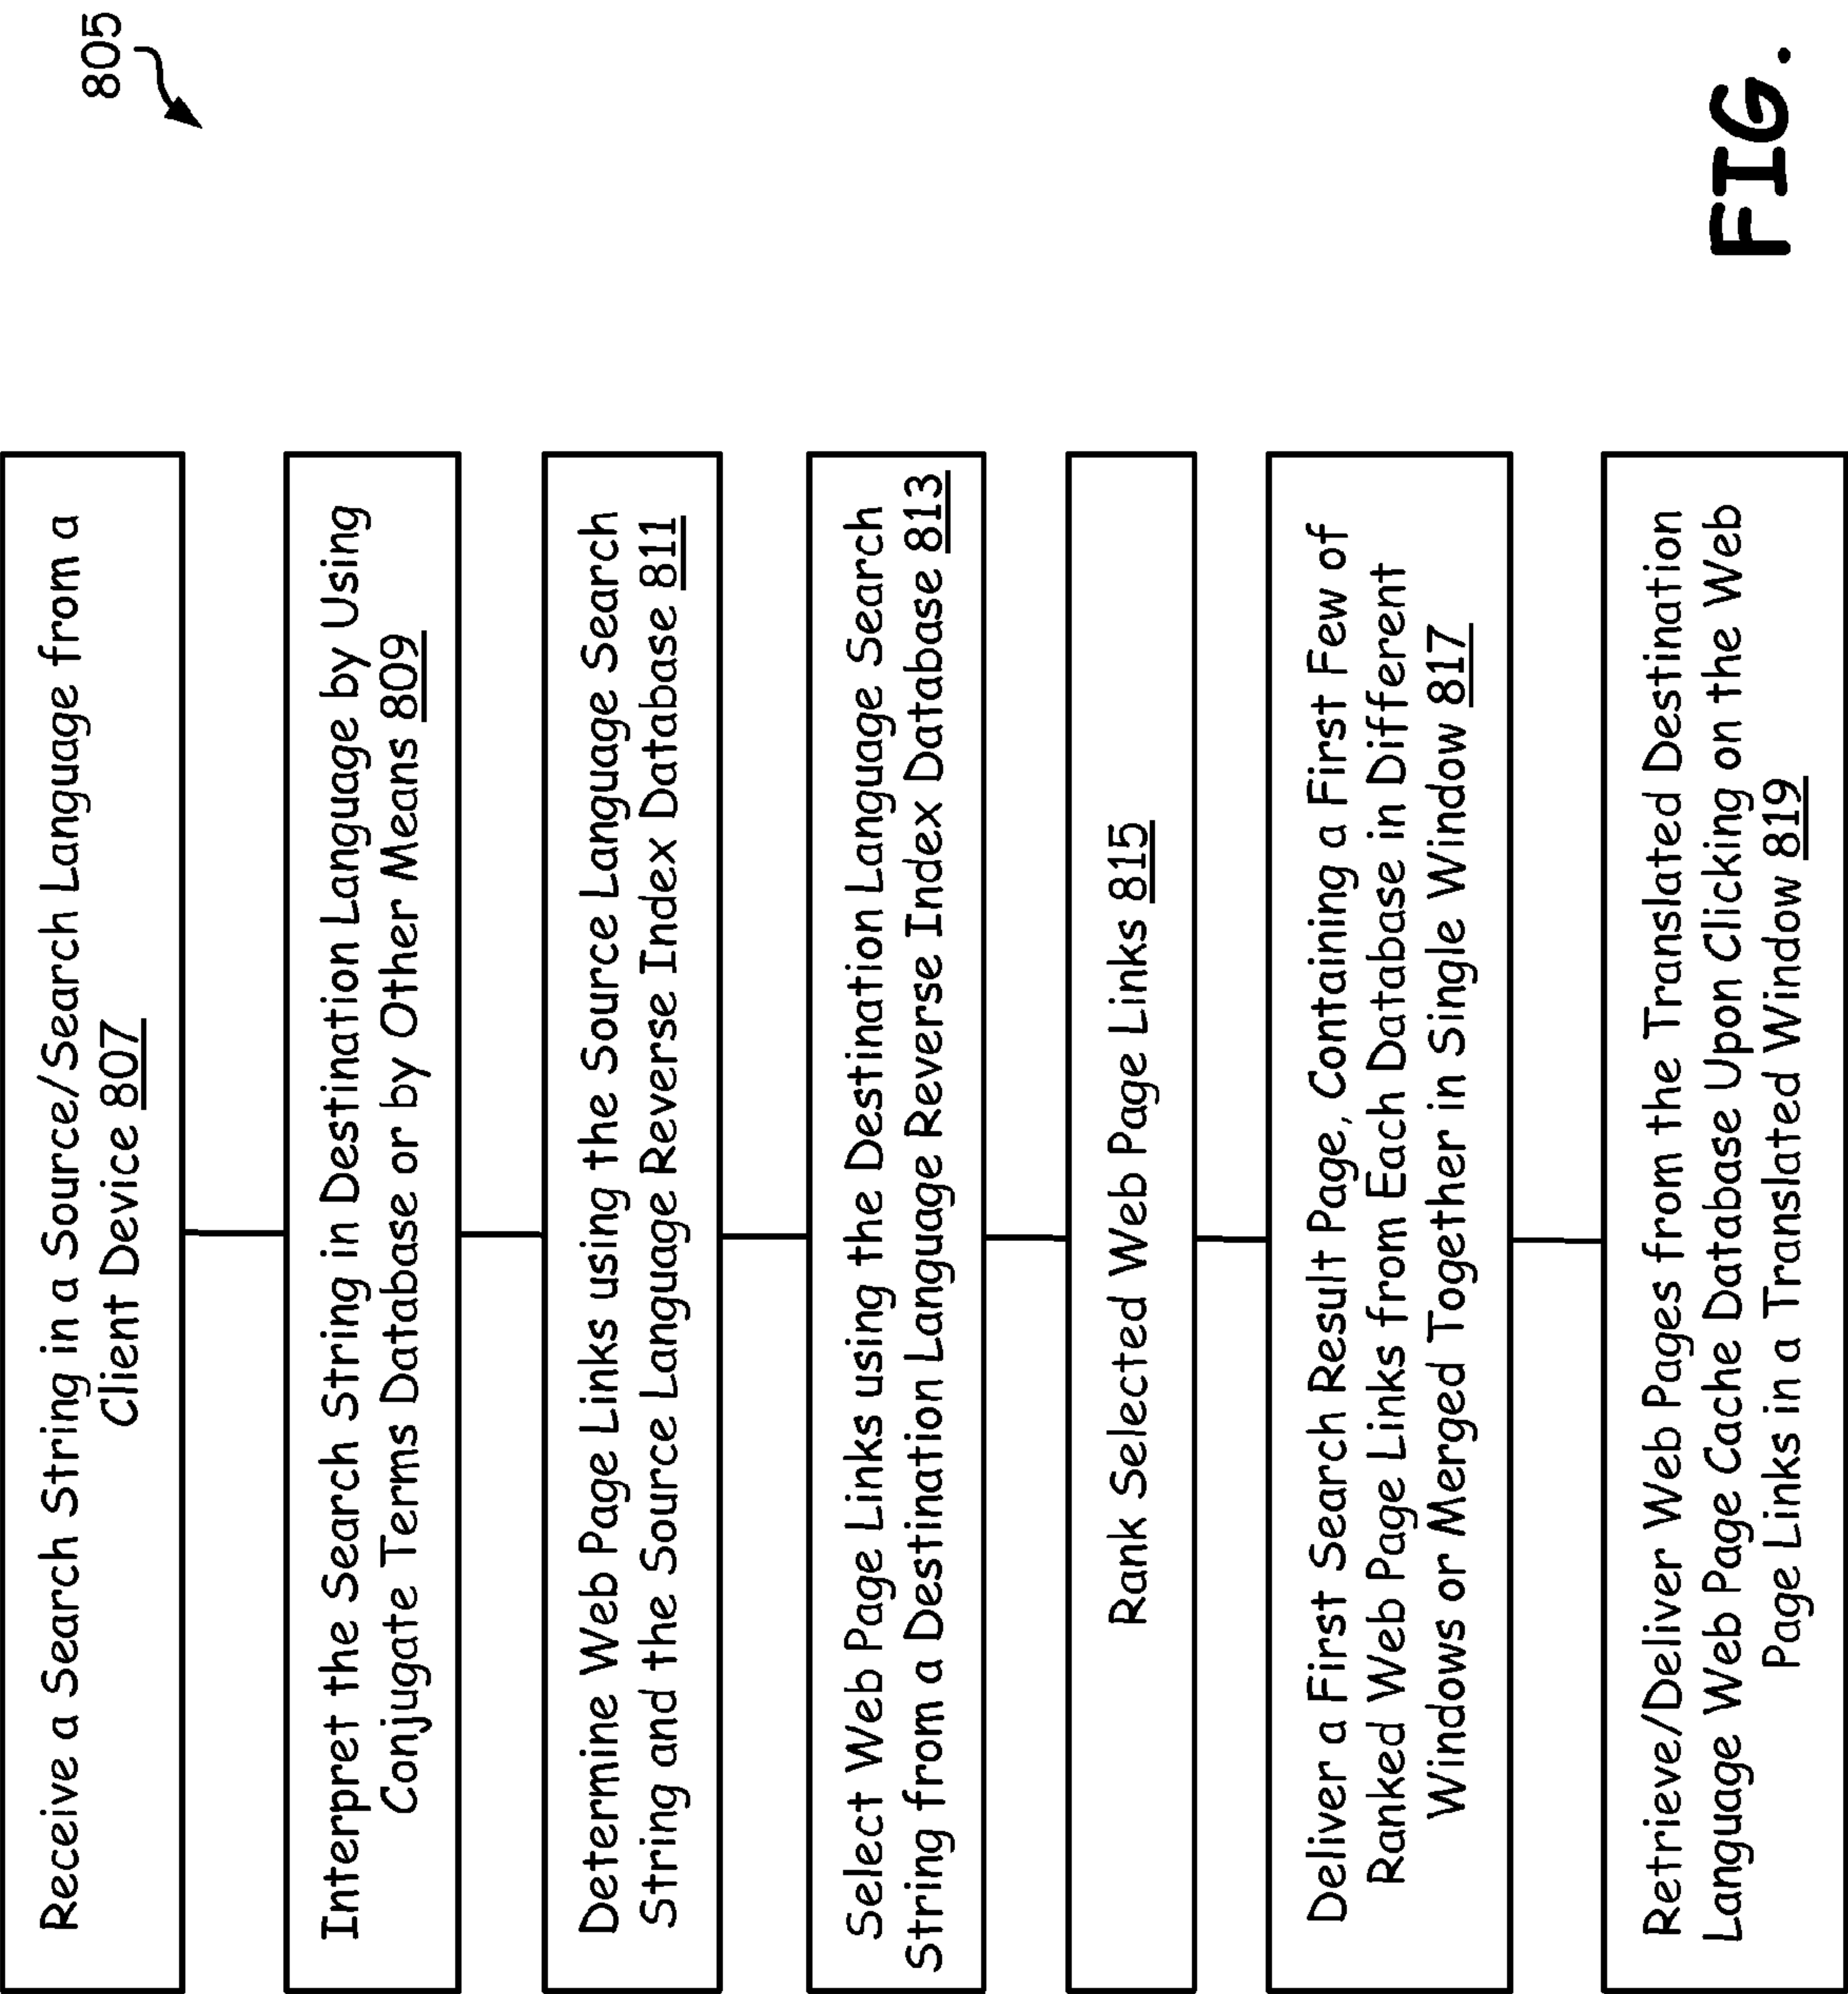 805
Receive a Search String in a Source/Search Language from a
Client Device 807
Interpret the Search String in Destination Language by Using
Conjugate Terms Database or by Other Means 809
Determine Web Page Links using the Source Language Search
String and the Source Language Reverse Index Database 811
Select Web Page Links using the Destination Language Search
String from a Destination Language Reverse Index Database 813
Rank Selected Web Page Links 815
Deliver a First Search Result Page, Containing a First Few of
Ranked Web Page Links from Each Database in Different
Windows or Merged Together in Single Window 817
Retrieve/Deliver Web Pages from the Translated Destination
Language Web Page Cache Database Upon Clicking on the Web
Page Links in a Translated Window 819
FIG.